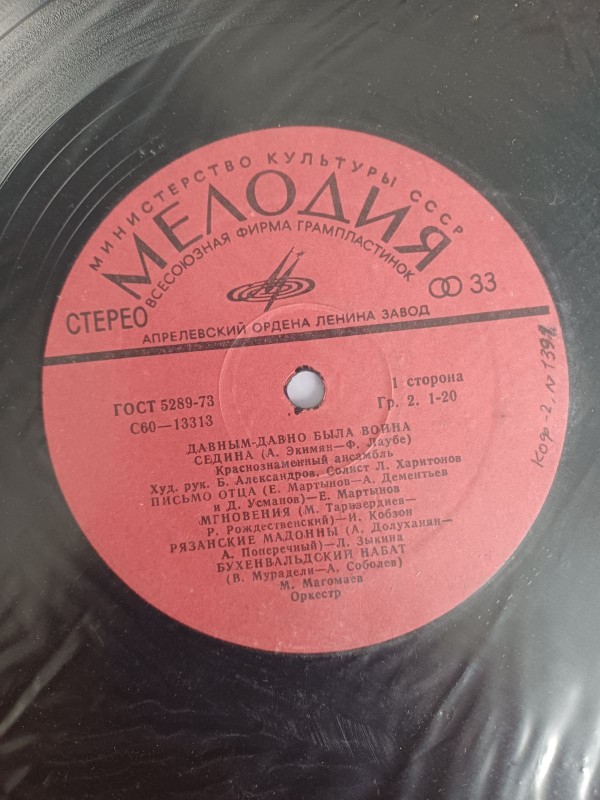 МИНИСТЕРСТВО КУЛЬТУРЫ СССР
МЕЛОДИЯ
ВСЕСОЮЗНАЯ ФИРМА ГРАМПЛАСТИНОК
СТЕРЕО
33
АПРЕЛЕВСКИЙ ОРДЕНА ЛЕНИНА ЗАВОД
ГОСТ 5289-73
1 сторона
С60—13313
Гр. 2. 1-20
ДАВНЫМ-ДАВНО БЫЛА ВОЙНА
СЕДИНА (А. Экимян—Ф. Лаубе)
Краснознаменный ансамбль
Худ. рук. Б. Александров. Солист Л. Харитонов
ПИСЬМО ОТЦА (Е. Мартынов—А. Дементьев
и Д. Усманов)—Е. Мартынов
МГНОВЕНИЯ (М. Таривердиев—
Р. Рождественский)—И. Кобзон
РЯЗАНСКИЕ МАДОННЫ (А. Долуханян—
А. Поперечный)—Л. Зыкина
БУХЕНВАЛЬДСКИЙ НАБАТ
(В. Мурадели—А. Соболев)
М. Магомаев
Оркестр
Коф-2, №